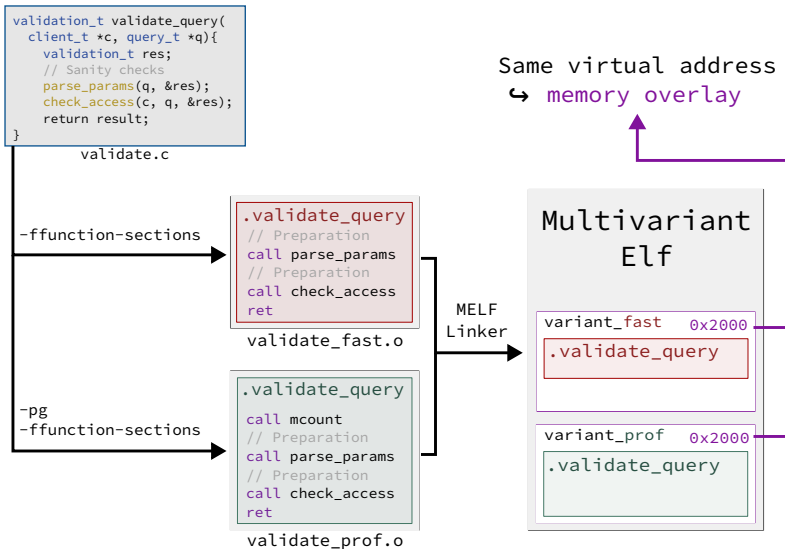 validation_t validate_query(
client_t *c, query_t *q){
validation_t res;
// Sanity checks
parse_params(q, &res);
check_access(c, q, &res);
return result;
}
validate.c
Same virtual address
↪ memory overlay
-ffunction-sections
.validate_query
// Preparation
call parse_params
// Preparation
call check_access
ret
validate_fast.o
-pg
-ffunction-sections
.validate_query
call mcount
// Preparation
call parse_params
// Preparation
call check_access
ret
validate_prof.o
MELF
Linker
Multivariant
Elf
variant_fast 0x2000
.validate_query
variant_prof 0x2000
.validate_query